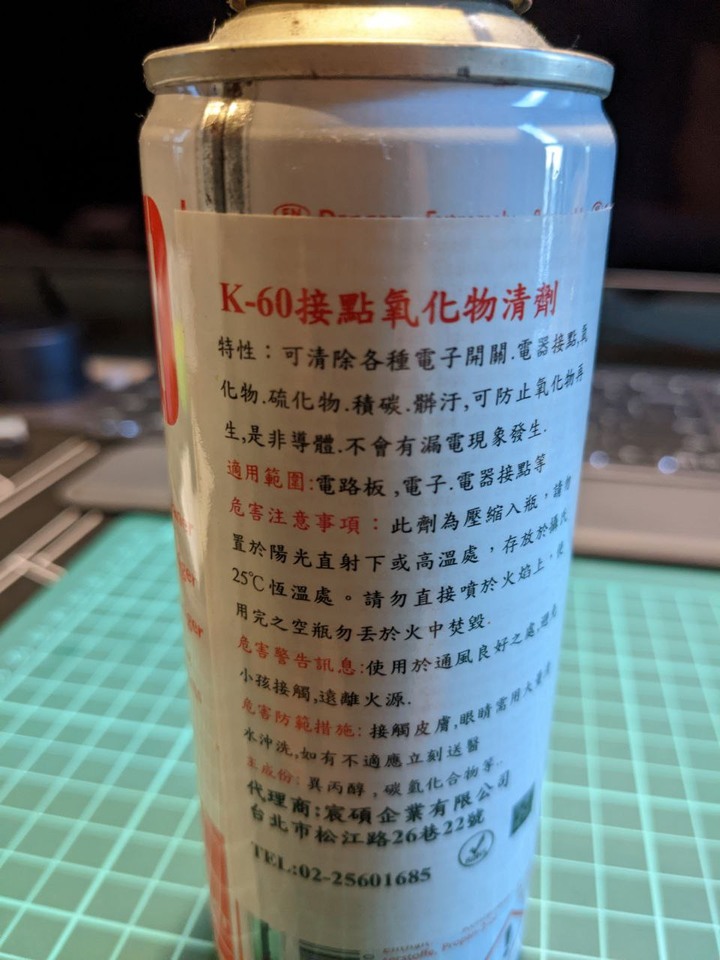 K-60接點氧化物清劑
特性：可清除各種電子開關.電器接點,氧
化物.硫化物.積碳.髒汙,可防止氧化物再
生,是非導體.不會有漏電現象發生.
適用範圍:電路板,電子.電器接點等
危害注意事項：此劑為壓縮入瓶，請勿
置於陽光直射下或高溫處，存放於攝氏
25℃恆溫處。請勿直接噴於火焰上，使
用完之空瓶勿丟於火中焚毀.
危害警告訊息:使用於通風良好之處,避免
小孩接觸,遠離火源.
危害防範措施:接觸皮膚,眼睛當用大量清
水沖洗,如有不適應立刻送醫
主成份:異丙醇，碳氫化合物等..
代理商:宸碩企業有限公司
台北市松江路26巷22號
TEL:02-25601685